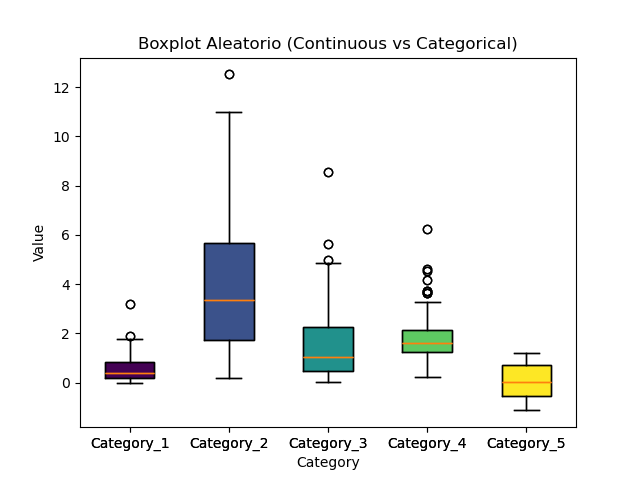 Boxplot Aleatorio (Continuous vs Categorical)
12
10
8
6
4
2
0
Value
Category_1 Category_2 Category_3 Category_4 Category_5
Category